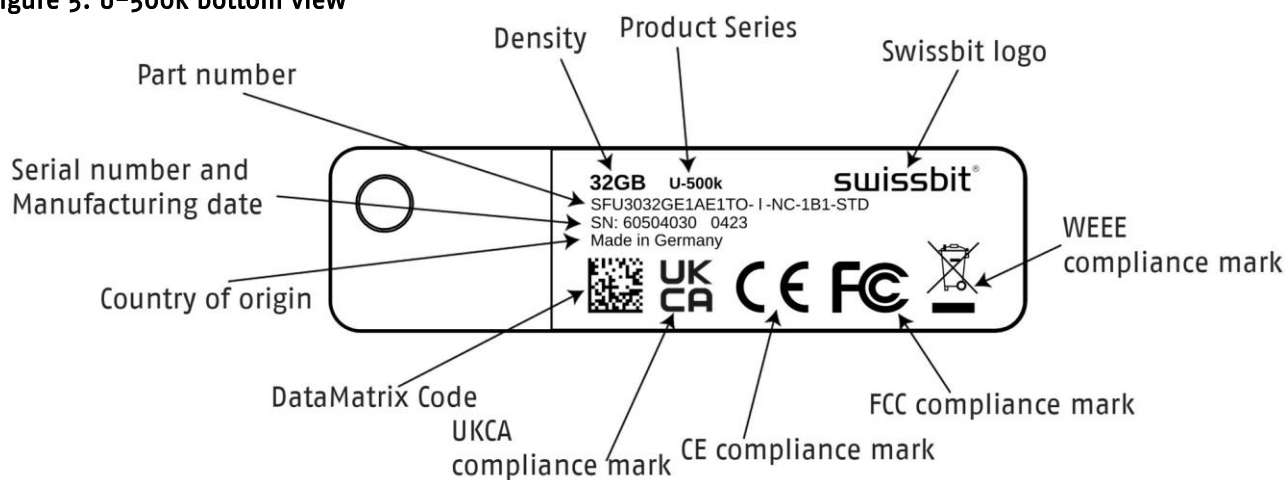 Figure 5: U-500k bottom view
Density
Product Series
Swissbit logo
Part number
Serial number and
Manufacturing date
32GB U-500k
swissbit®
SFU3032GE1AE1TO- I -NC-1B1-STD
SN: 60504030 0423
Made in Germany
WEEE
compliance mark
Country of origin
UK
CA
CE
FC
DataMatrix Code
FCC compliance mark
UKCA
compliance mark
CE compliance mark